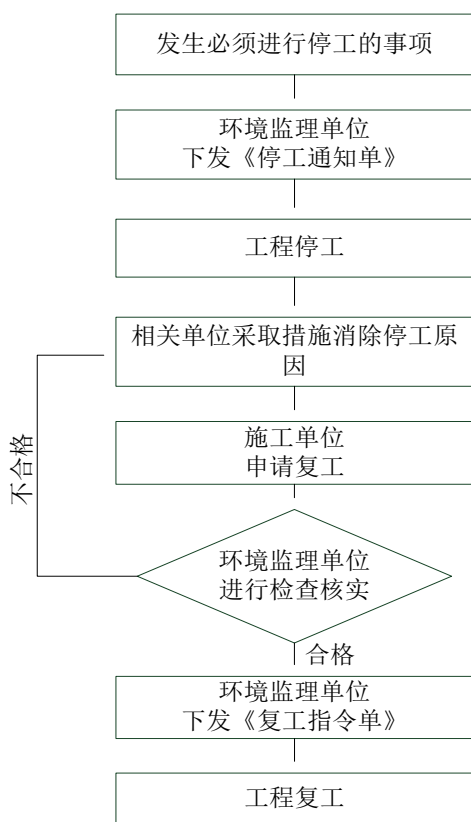 发生必须进行停工的事项
环境监理单位
下发《停工通知单》
工程停工
相关单位采取措施消除停工原
因
施工单位
申请复工
不合格
环境监理单位
进行检查核实
合格
环境监理单位
下发《复工指令单》
工程复工